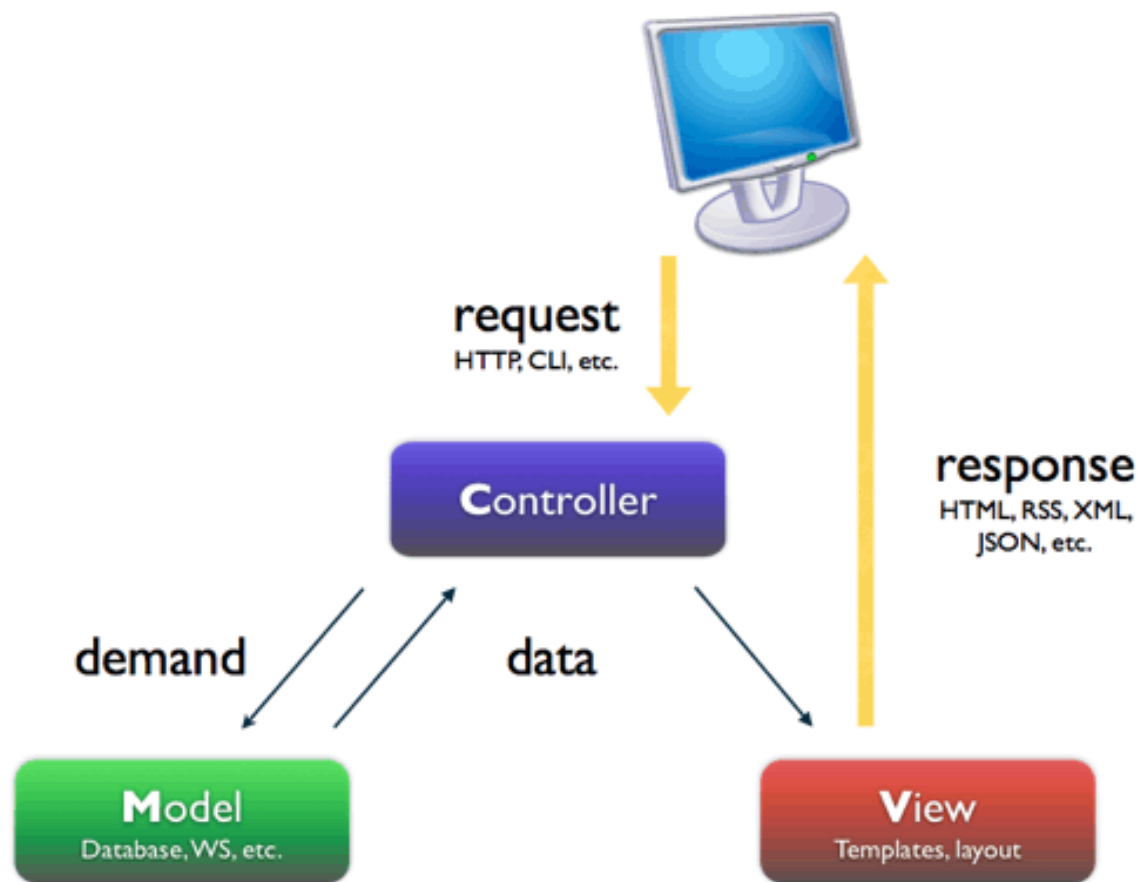 request
HTTP, CLI, etc.
Controller
response
HTML, RSS, XML,
JSON, etc.
demand
data
Model
Database, WS, etc.
View
Templates, layout